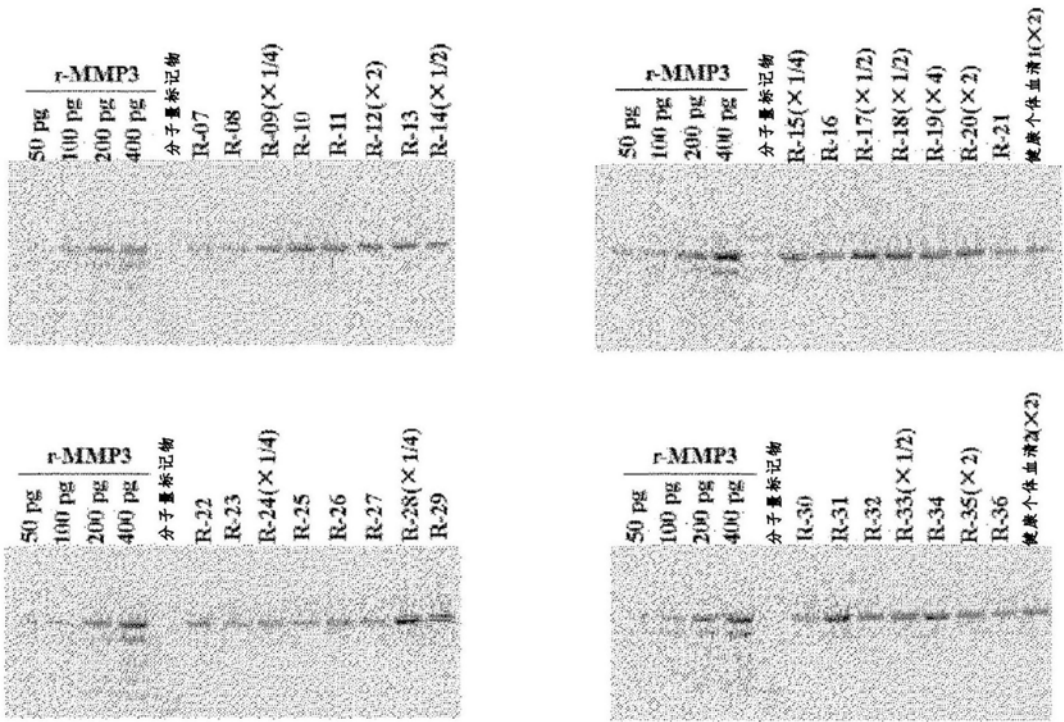 r-MMP3
50 pg
100 pg
200 pg
400 pg
分子量标记物
R-07
R-08
R-09(×1/4)
R-10
R-11
R-12(×2)
R-13
R-14(×1/2)
r-MMP3
50 pg
100 pg
200 pg
400 pg
分子量标记物
R-15(×1/4)
R-16
R-17(×1/2)
R-18(×1/2)
R-19(×4)
R-20(×2)
R-21
健康个体血清1(×2)
r-MMP3
50 pg
100 pg
200 pg
400 pg
分子量标记物
R-22
R-23
R-24(×1/4)
R-25
R-26
R-27
R-28(×1/4)
R-29
r-MMP3
50 pg
100 pg
200 pg
400 pg
分子量标记物
R-30
R-31
R-32
R-33(×1/2)
R-34
R-35(×2)
R-36
健康个体血清2(×2)